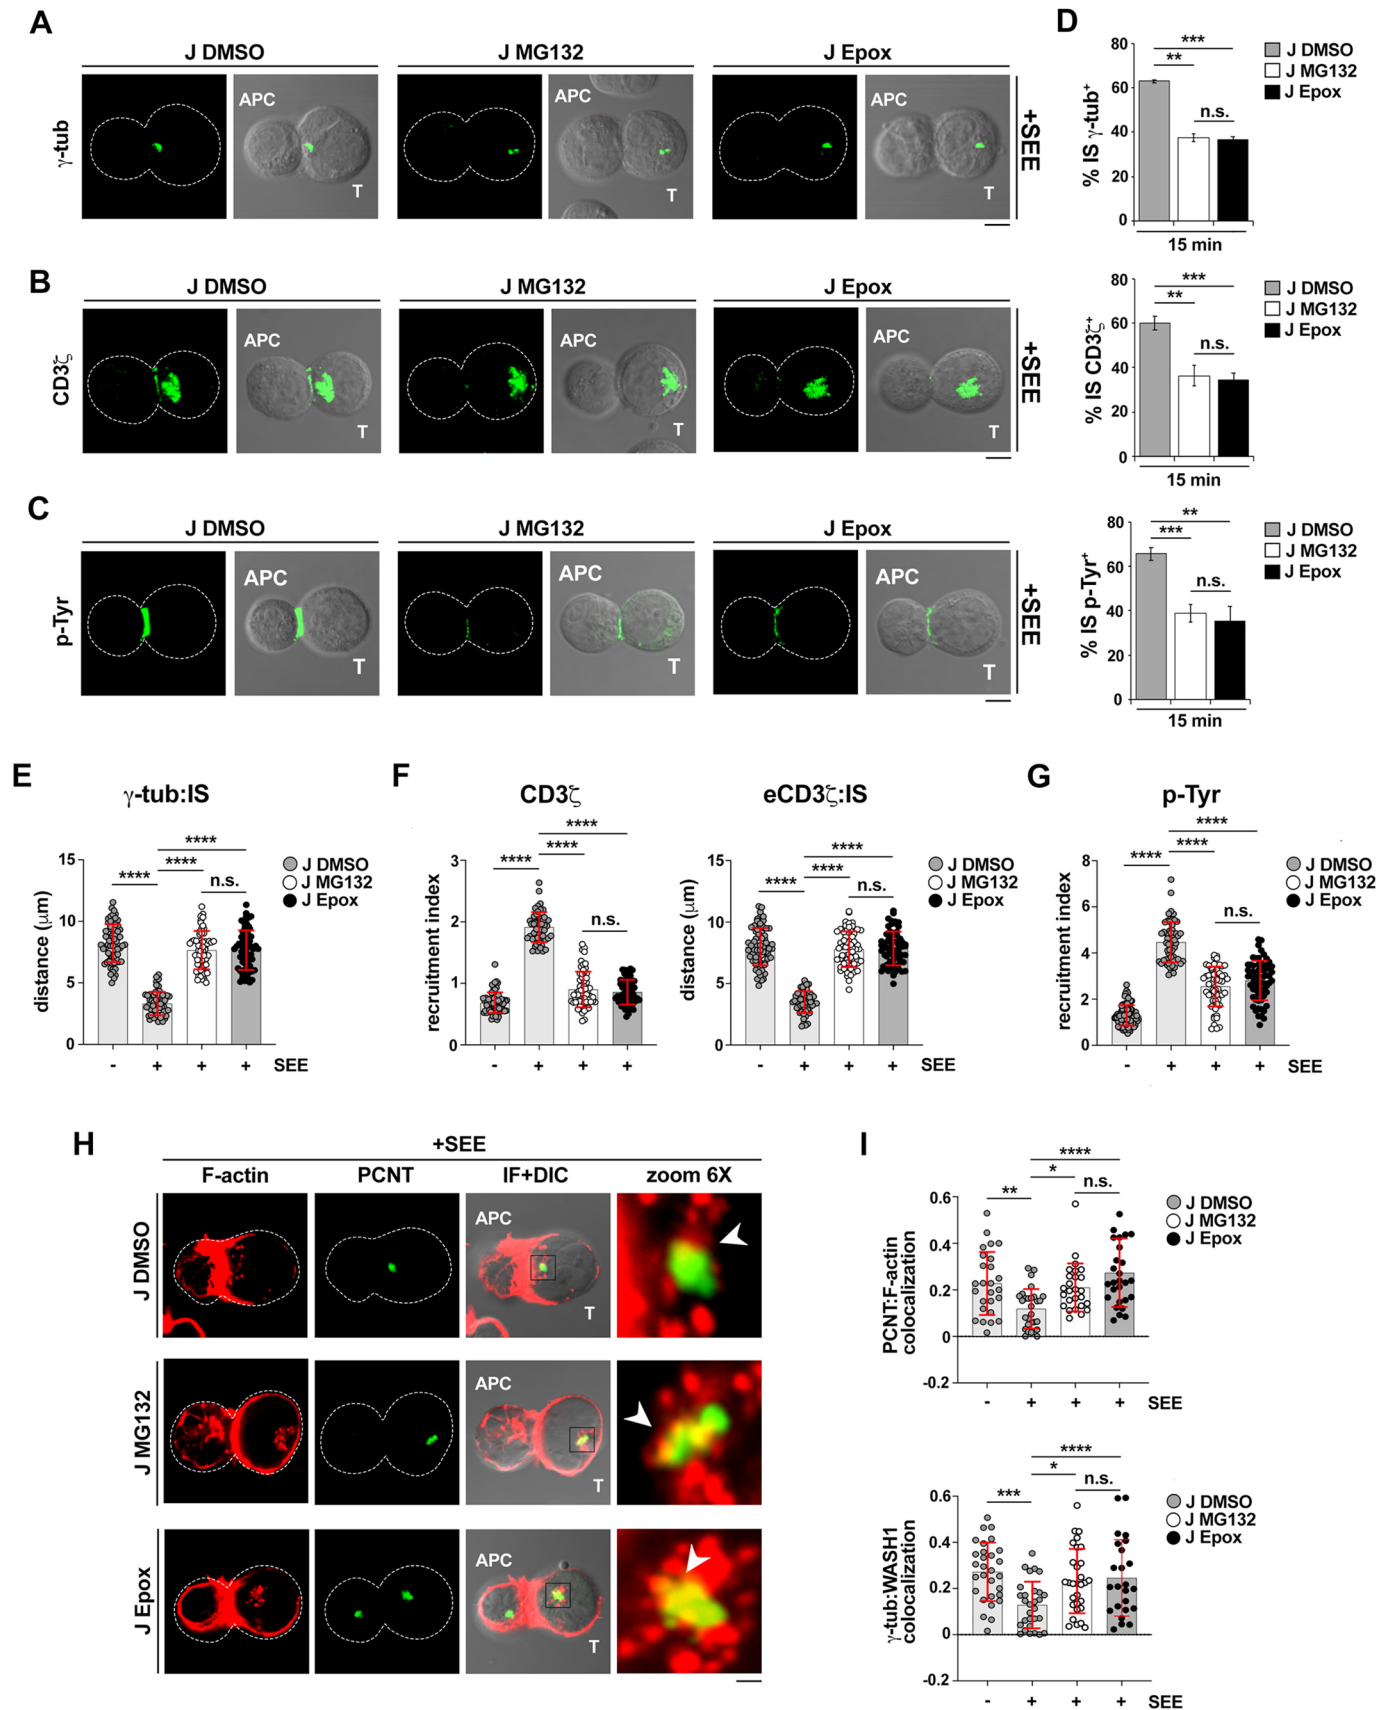 A
J DMSO
J MG132
J Epox
γ-tub
APC
T
APC
T
APC
T
+SEE
D
% IS γ-tub⁺
80
60
40
20
0
***
**
n.s.
15 min
J DMSO
J MG132
J Epox
B
J DMSO
J MG132
J Epox
CD3ζ
APC
T
APC
T
APC
T
+SEE
% IS CD3ζ⁺
80
60
40
20
0
***
**
n.s.
15 min
J DMSO
J MG132
J Epox
C
J DMSO
J MG132
J Epox
p-Tyr
APC
T
APC
T
APC
T
+SEE
% IS p-Tyr⁺
80
60
40
20
0
**
***
n.s.
15 min
J DMSO
J MG132
J Epox
E
γ-tub:IS
distance (µm)
15
10
5
0
****
****
****
n.s.
- + + + SEE
J DMSO
J MG132
J Epox
F
CD3ζ
recruitment index
3
2
1
0
****
****
****
n.s.
- + + +
eCD3ζ:IS
distance (µm)
15
10
5
0
****
****
****
n.s.
- + + + SEE
J DMSO
J MG132
J Epox
G
p-Tyr
recruitment index
8
6
4
2
0
****
****
****
n.s.
- + + + SEE
J DMSO
J MG132
J Epox
H
+SEE
F-actin
PCNT
IF+DIC
zoom 6X
J DMSO
APC
T
J MG132
APC
T
J Epox
APC
T
I
PCNT:F-actin
colocalization
0.6
0.4
0.2
0
-0.2
****
*
**
n.s.
- + + + SEE
J DMSO
J MG132
J Epox
γ-tub:WASH1
colocalization
0.6
0.4
0.2
0
-0.2
****
*
***
n.s.
- + + + SEE
J DMSO
J MG132
J Epox